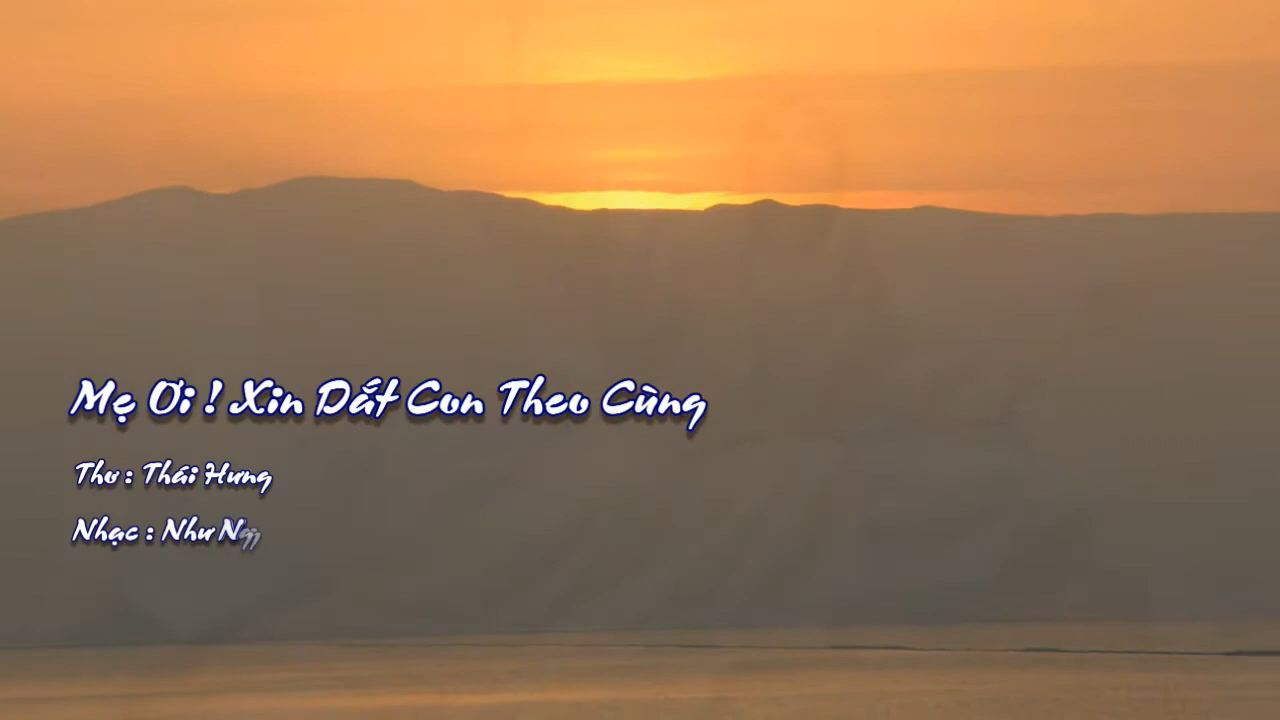 Mẹ Ơi ! Xin Dắt Con Theo Cùng
Thơ : Thái Hưng
Nhạc : Như